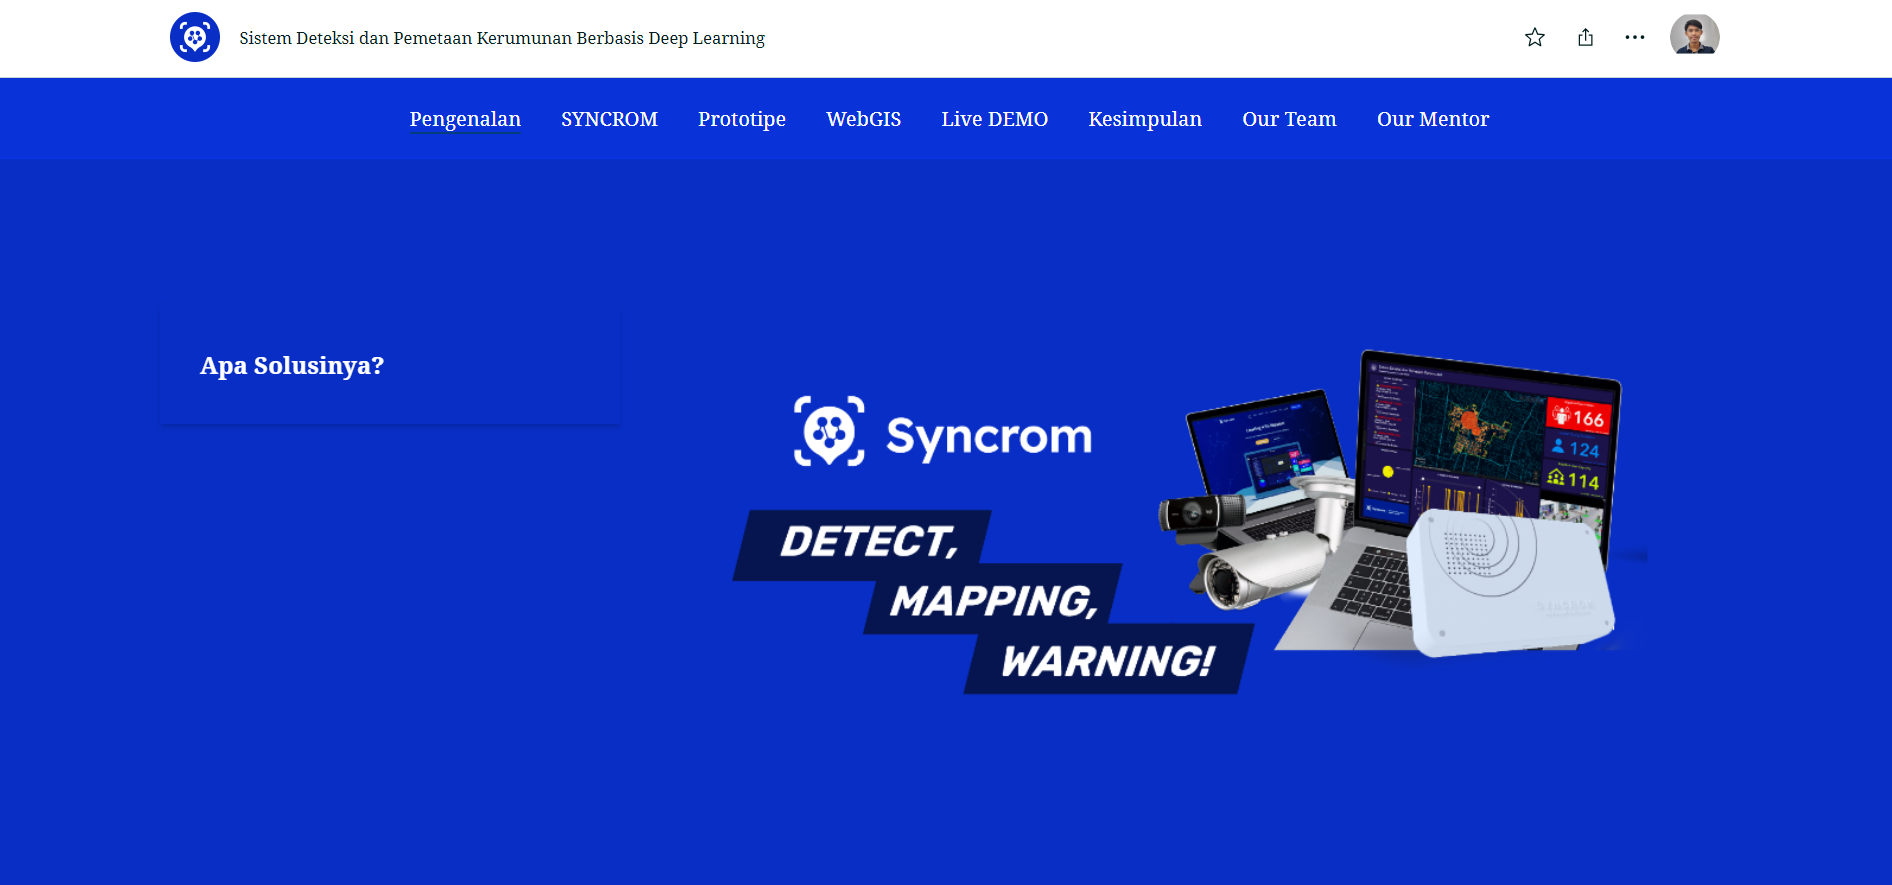 Sistem Deteksi dan Pemetaan Kerumunan Berbasis Deep Learning
Pengenalan SYNCROM Prototipe WebGIS Live DEMO Kesimpulan Our Team Our Mentor
Apa Solusinya?
Syncrom
DETECT,
MAPPING,
WARNING!
166
124
114
SYNCROM